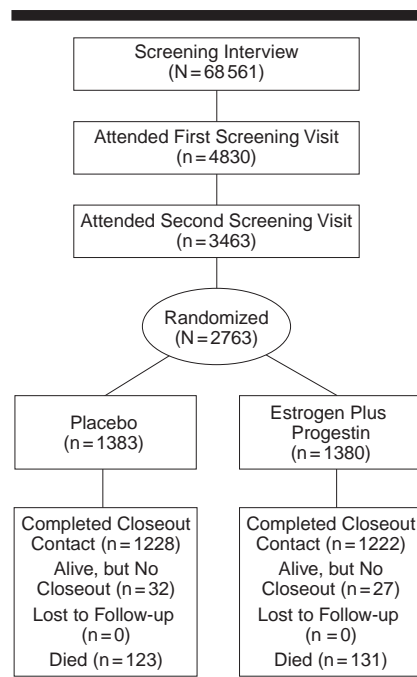 Screening Interview
(N=68 561)
Attended First Screening Visit
(n=4830)
Attended Second Screening Visit
(n=3463)
Randomized
(N=2763)
Placebo
(n=1383)
Estrogen Plus
Progestin
(n=1380)
Completed Closeout
Contact (n=1228)
Alive, but No
Closeout (n=32)
Lost to Follow-up
(n=0)
Died (n=123)
Completed Closeout
Contact (n=1222)
Alive, but No
Closeout (n=27)
Lost to Follow-up
(n=0)
Died (n=131)